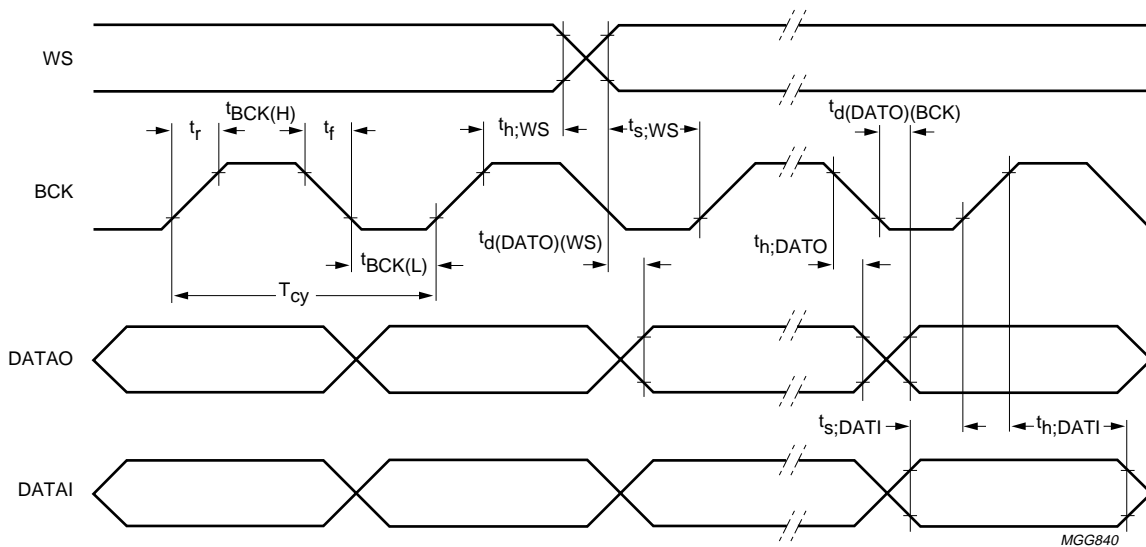 WS
tBCK(H)
tr
tf
th;WS
ts;WS
td(DATO)(BCK)
BCK
td(DATO)(WS)
th;DATO
tBCK(L)
Tcy
DATAO
ts;DATI
th;DATI
DATAI
MGG840